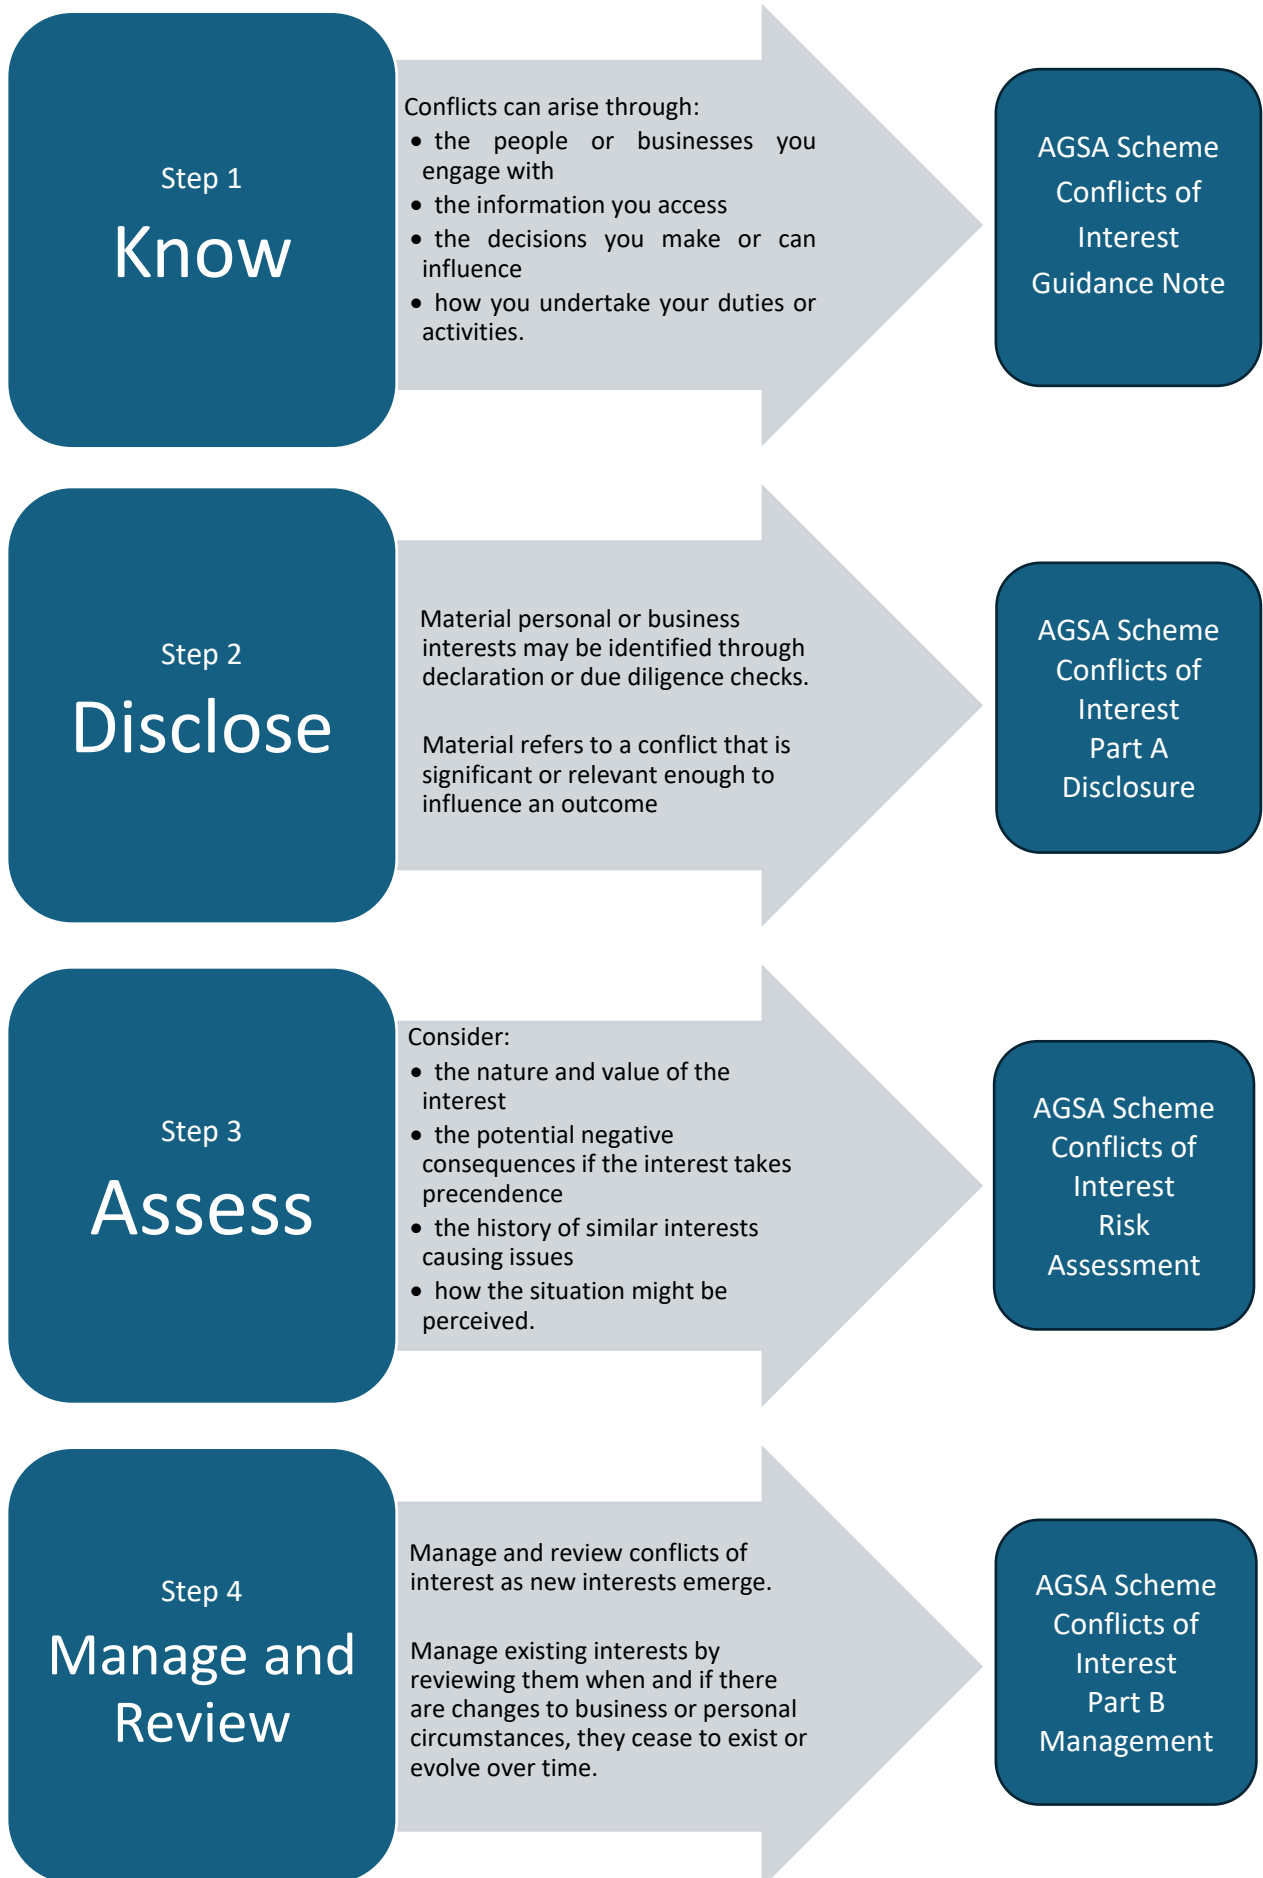 Step 1
Know
Conflicts can arise through:
• the people or businesses you
engage with
• the information you access
• the decisions you make or can
influence
• how you undertake your duties or
activities.
AGSA Scheme
Conflicts of
Interest
Guidance Note
Step 2
Disclose
Material personal or business
interests may be identified through
declaration or due diligence checks.
Material refers to a conflict that is
significant or relevant enough to
influence an outcome
AGSA Scheme
Conflicts of
Interest
Part A
Disclosure
Step 3
Assess
Consider:
• the nature and value of the
interest
• the potential negative
consequences if the interest takes
precendence
• the history of similar interests
causing issues
• how the situation might be
perceived.
AGSA Scheme
Conflicts of
Interest
Risk
Assessment
Step 4
Manage and
Review
Manage and review conflicts of
interest as new interests emerge.
Manage existing interests by
reviewing them when and if there
are changes to business or personal
circumstances, they cease to exist or
evolve over time.
AGSA Scheme
Conflicts of
Interest
Part B
Management